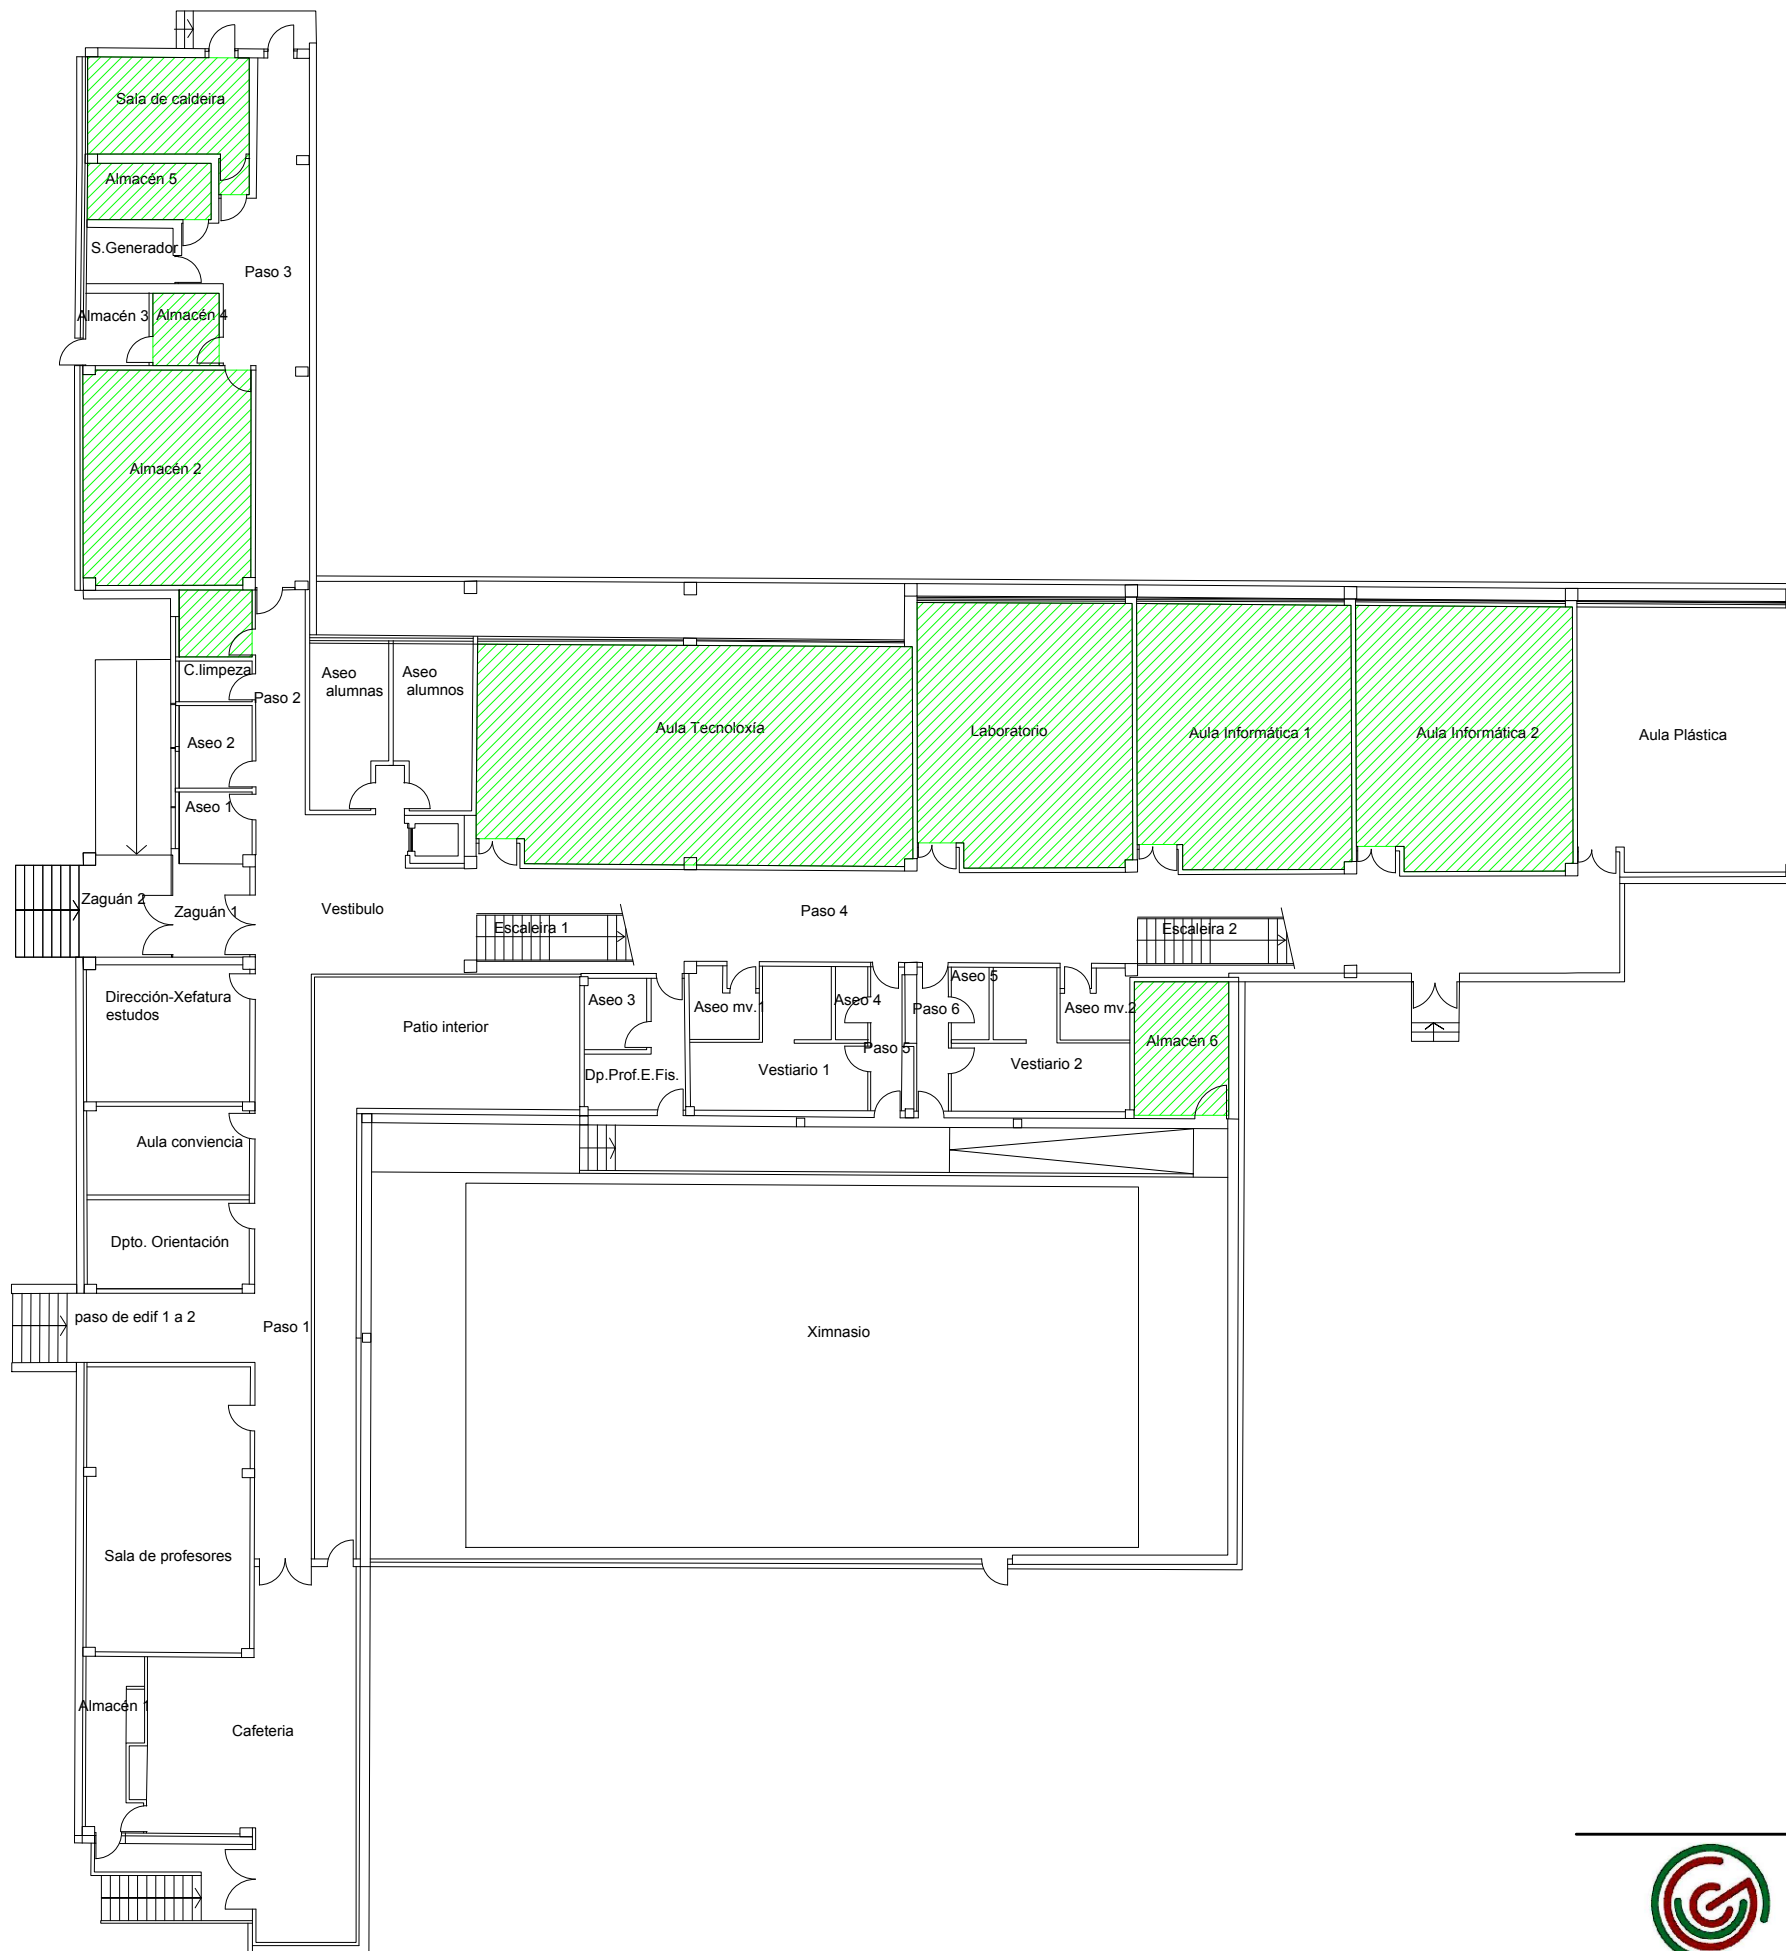 Sala de caldeira
Almacén 5
S.Generador
Paso 3
Almacén 3
Almacén 4
Almacén 2
C.limpeza
Paso 2
Aseo
alumnas
Aseo
alumnos
Aseo 2
Aseo 1
Aula Tecnoloxía
Laboratorio
Aula Informática 1
Aula Informática 2
Aula Plástica
Zaguán 2
Zaguán 1
Vestibulo
Escaleira 1
Paso 4
Escaleira 2
Dirección-Xefatura
estudos
Patio interior
Aseo 3
Aseo mv.1
Aseo 4
Paso 6
Aseo 5
Aseo mv.2
Almacén 6
Dp.Prof.E.Fis.
Vestiario 1
Paso 5
Vestiario 2
Aula conviencia
Dpto. Orientación
paso de edif 1 a 2
Paso 1
Ximnasio
Sala de profesores
Almacén 1
Cafeteria